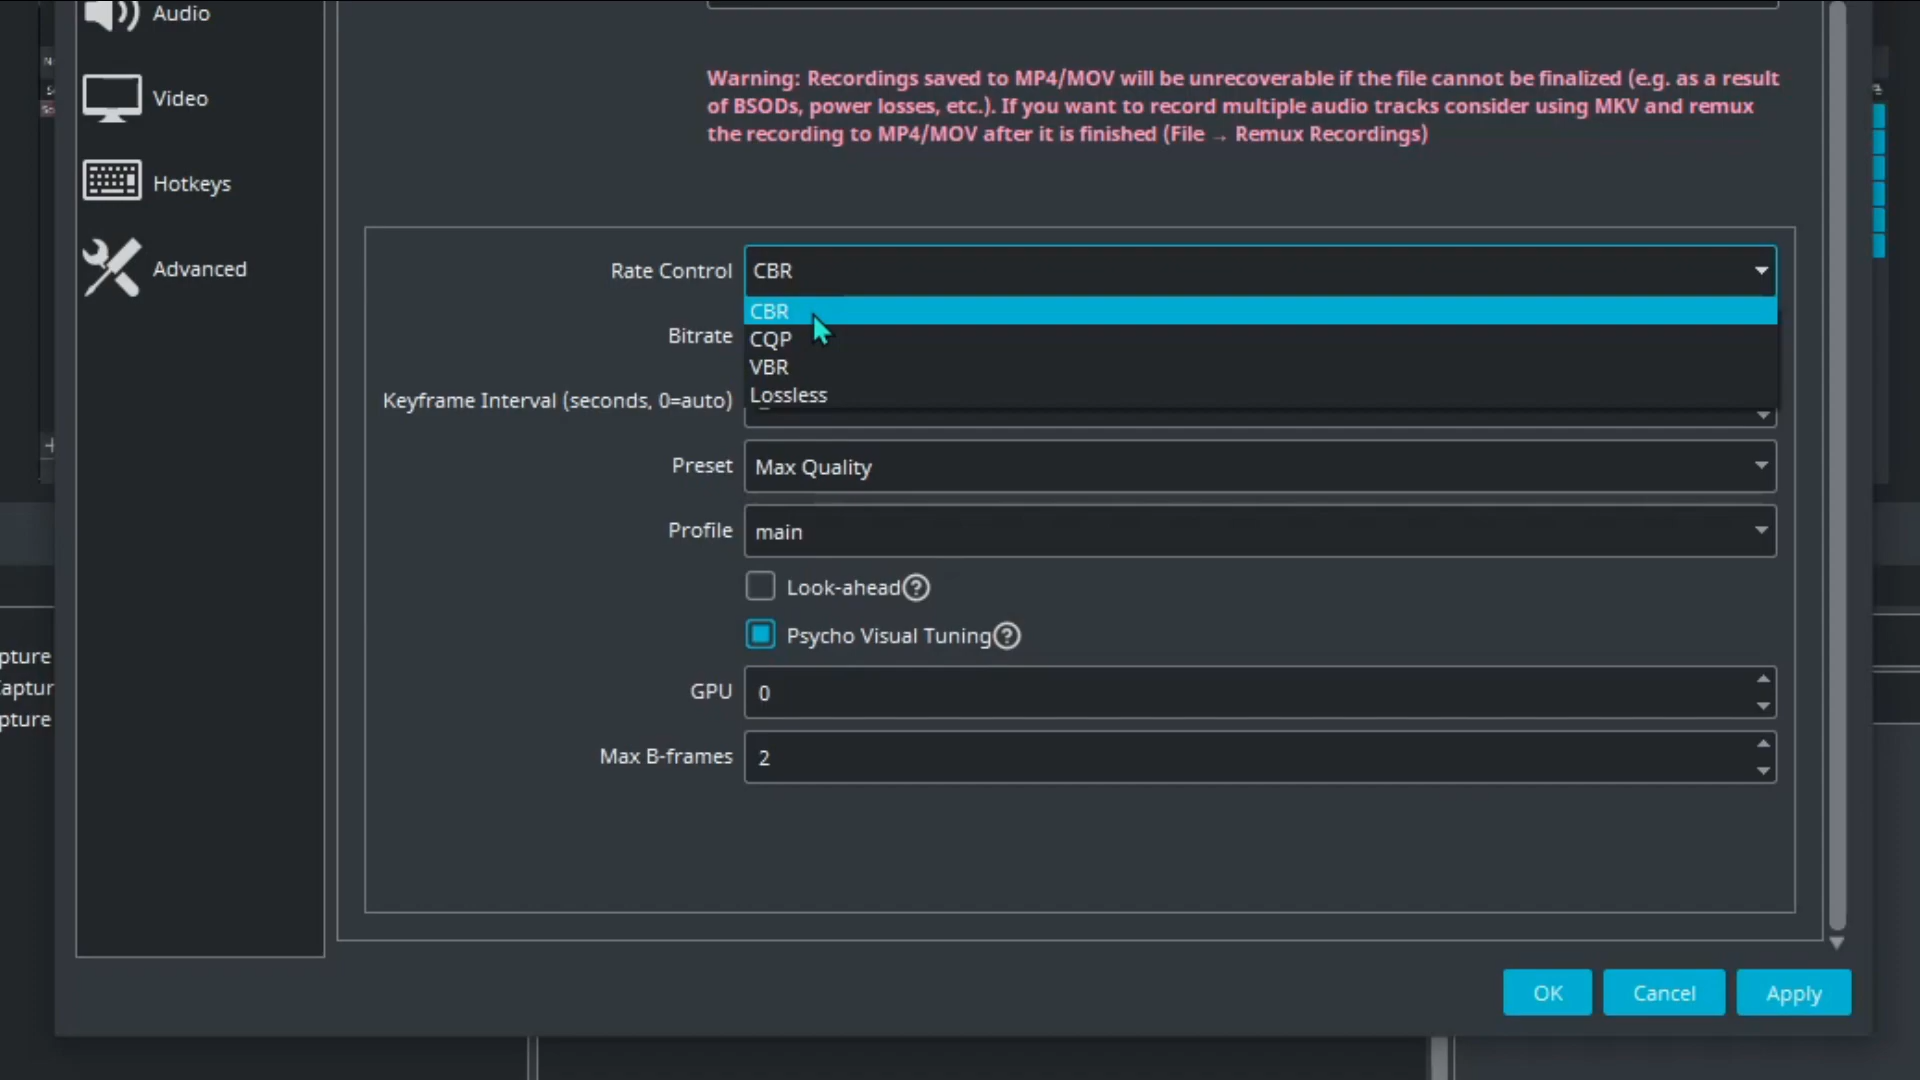 Audio
Video
Hotkeys
Advanced
Warning: Recordings saved to MP4/MOV will be unrecoverable if the file cannot be finalized (e.g. as a result
of BSODs, power losses, etc.). If you want to record multiple audio tracks consider using MKV and remux
the recording to MP4/MOV after it is finished (File → Remux Recordings)
Rate Control CBR
CBR
Bitrate
CQP
VBR
Lossless
Keyframe Interval (seconds, 0=auto)
Preset Max Quality
Profile main
Look-ahead ?
Psycho Visual Tuning ?
pture
apture
pture
GPU 0
Max B-frames 2
OK Cancel Apply